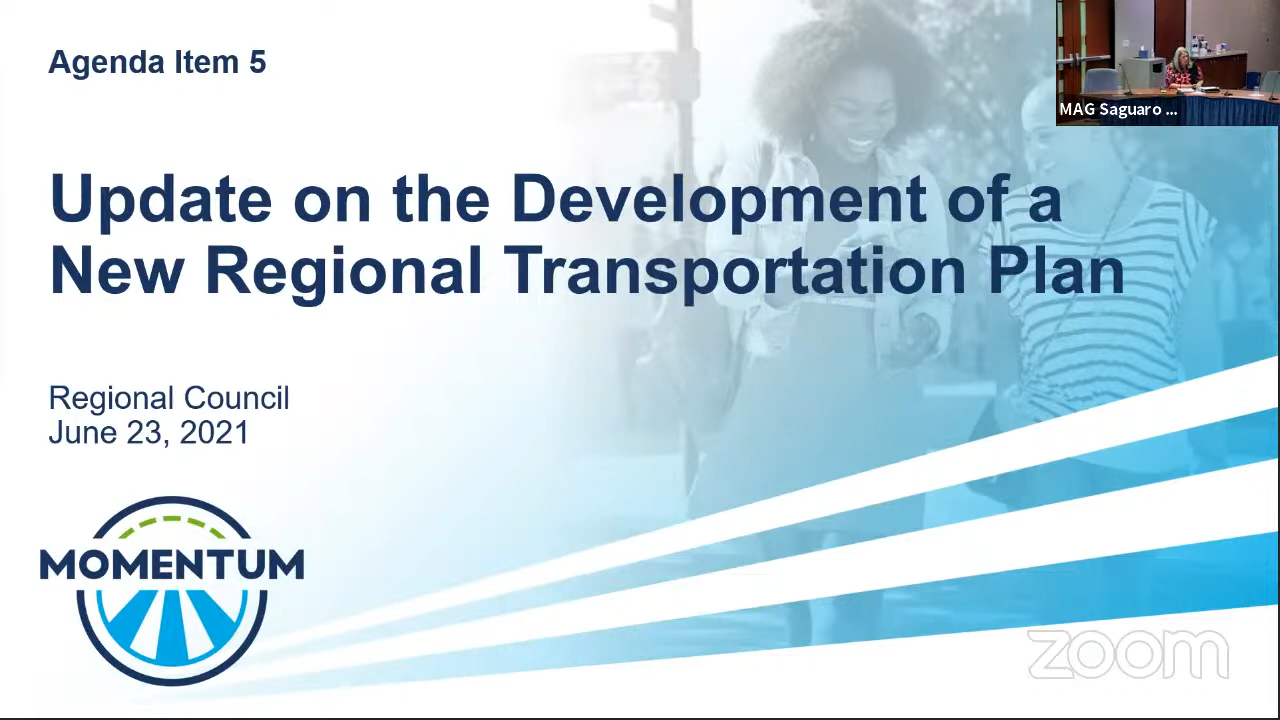 Agenda Item 5
MAG Saguaro ...
Update on the Development of a
New Regional Transportation Plan
Regional Council
June 23, 2021
MOMENTUM
zoom